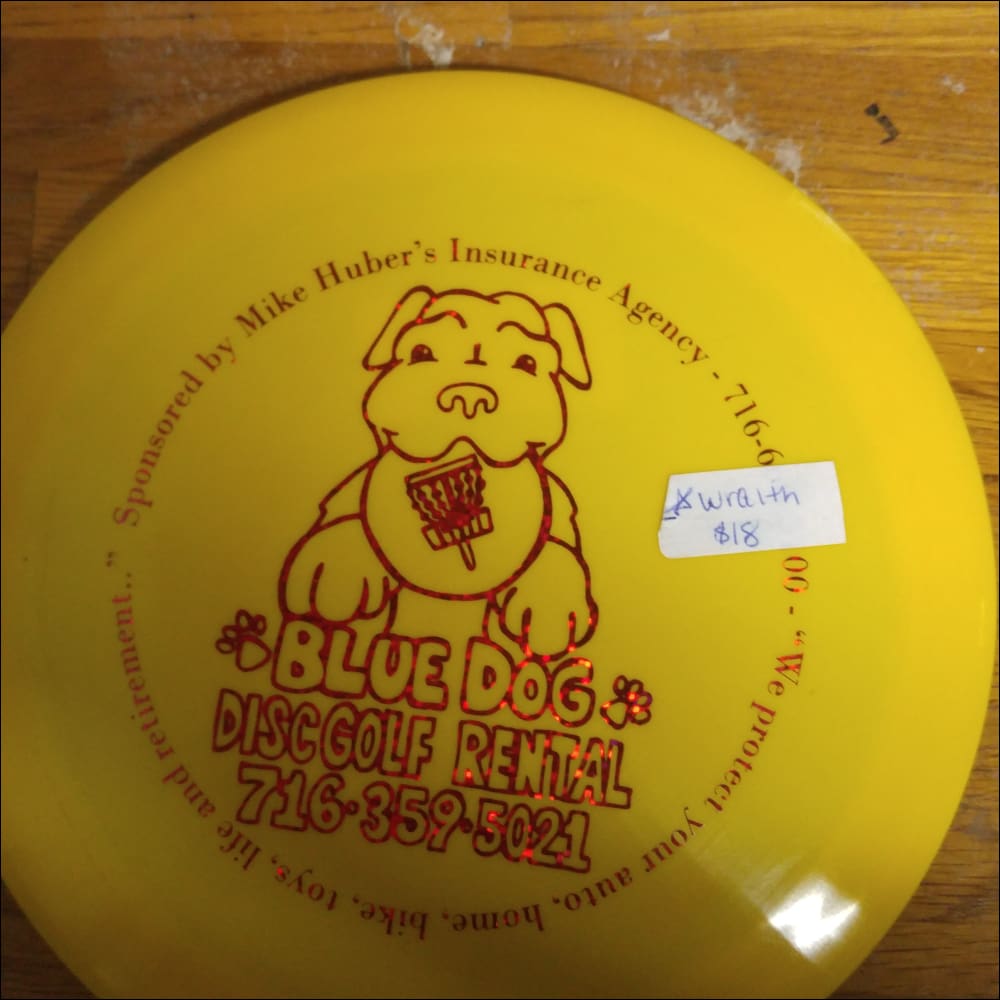 Sponsored by Mike Huber's Insurance Agency - 716-6 00 - “We protect your auto, home, bike, toys, life and retirement..”
wraith
$18
BLUE DOG
DISC GOLF RENTAL
716·359·5021